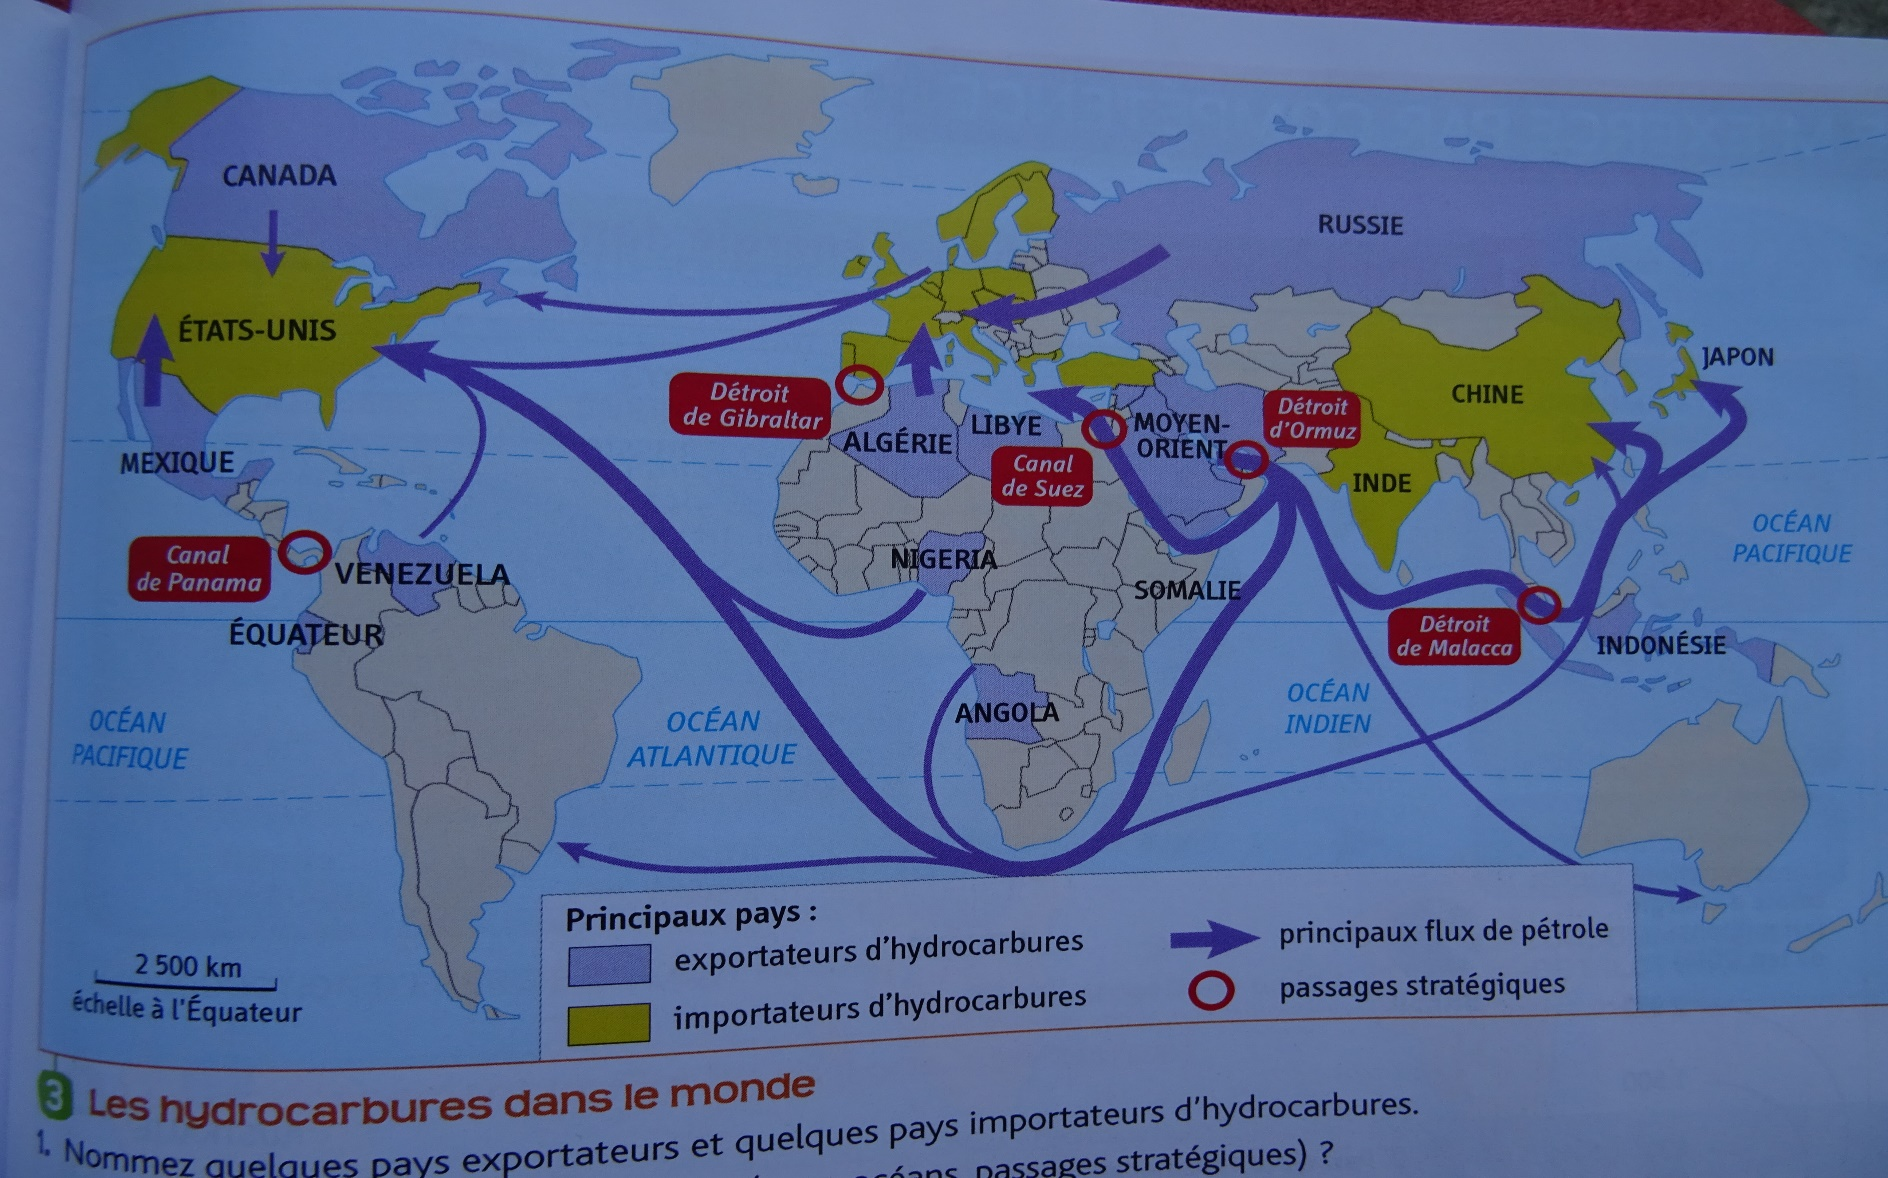 CANADA
RUSSIE
ÉTATS-UNIS
JAPON
CHINE
Détroit
de Gibraltar
ALGÉRIE
LIBYE
MOYEN-
ORIENT
Détroit
d'Ormuz
MEXIQUE
Canal
de Suez
INDE
OCÉAN
PACIFIQUE
Canal
de Panama
VENEZUELA
NIGERIA
SOMALIE
ÉQUATEUR
Détroit
de Malacca
INDONÉSIE
OCÉAN
PACIFIQUE
OCÉAN
ATLANTIQUE
ANGOLA
OCÉAN
INDIEN
2 500 km
échelle à l'Équateur
Principaux pays :
exportateurs d'hydrocarbures
importateurs d'hydrocarbures
principaux flux de pétrole
passages stratégiques
3 Les hydrocarbures dans le monde
1. Nommez quelques pays exportateurs et quelques pays importateurs d'hydrocarbures.
passages stratégiques) ?